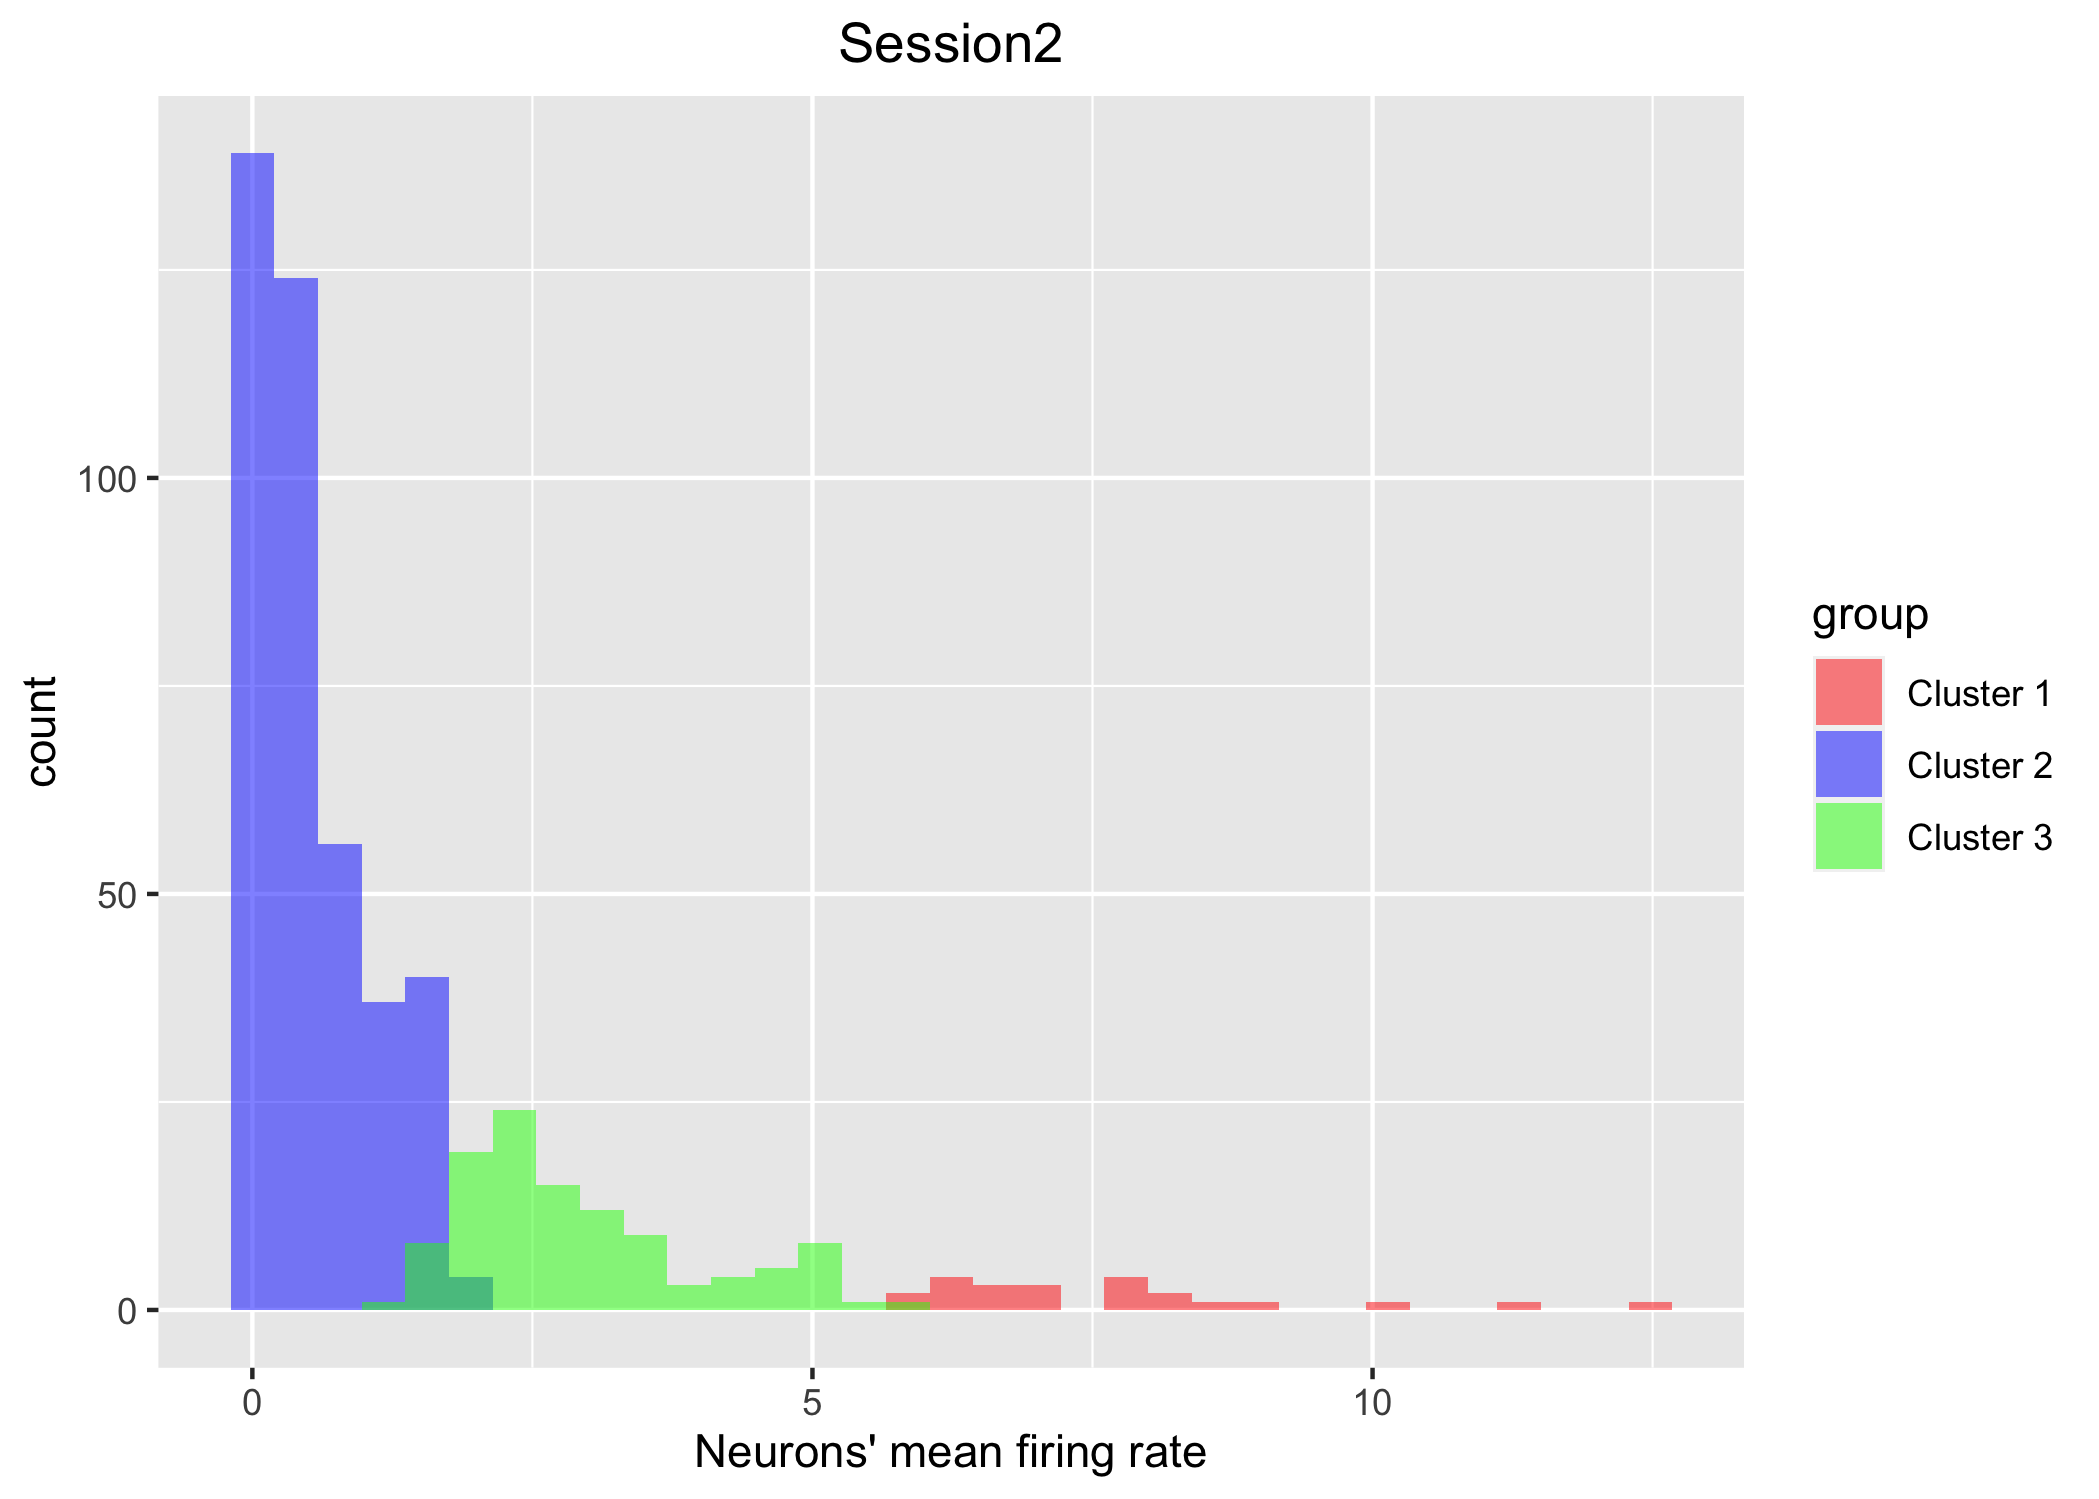 Session2
100
50
0
count
0 5 10
Neurons' mean firing rate
group
Cluster 1
Cluster 2
Cluster 3